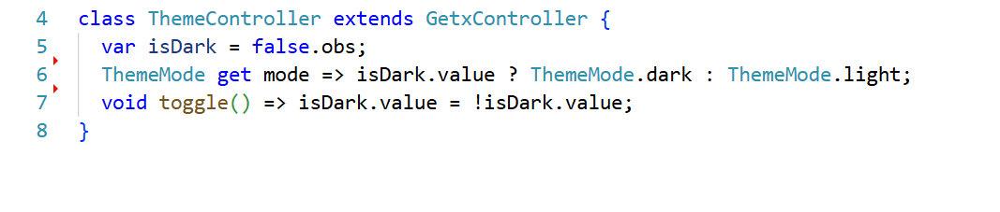 4 class ThemeController extends GetxController {
5   var isDark = false.obs;
6   ThemeMode get mode => isDark.value ? ThemeMode.dark : ThemeMode.light;
7   void toggle() => isDark.value = !isDark.value;
8 }